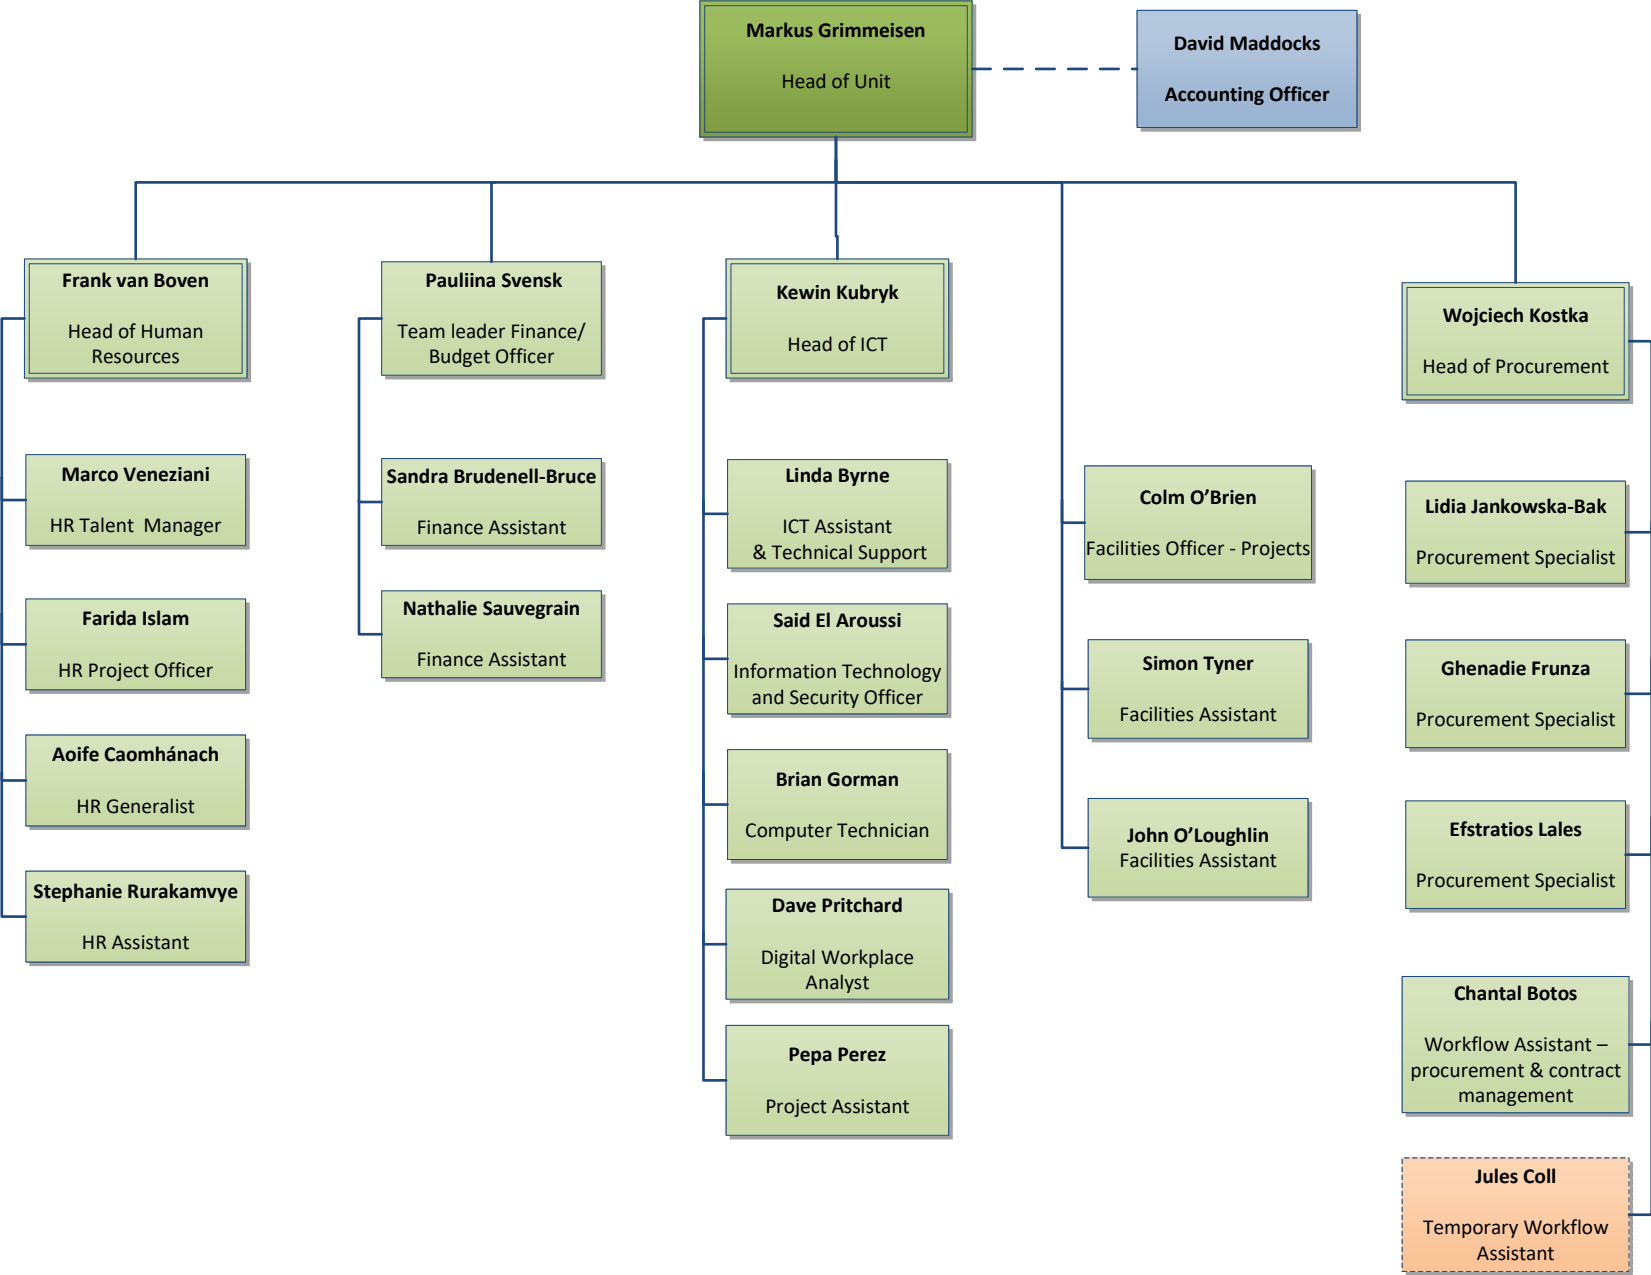 Markus Grimmeisen
Head of Unit
David Maddocks
Accounting Officer
Frank van Boven
Head of Human
Resources
Marco Veneziani
HR Talent  Manager
Farida Islam
HR Project Officer
Aoife Caomhánach
HR Generalist
Stephanie Rurakamvye
HR Assistant
Pauliina Svensk
Team leader Finance/
Budget Officer
Sandra Brudenell-Bruce
Finance Assistant
Nathalie Sauvegrain
Finance Assistant
Kewin Kubryk
Head of ICT
Linda Byrne
ICT Assistant
& Technical Support
Said El Aroussi
Information Technology
and Security Officer
Brian Gorman
Computer Technician
Dave Pritchard
Digital Workplace
Analyst
Pepa Perez
Project Assistant
Colm O’Brien
Facilities Officer - Projects
Simon Tyner
Facilities Assistant
John O’Loughlin
Facilities Assistant
Wojciech Kostka
Head of Procurement
Lidia Jankowska-Bak
Procurement Specialist
Ghenadie Frunza
Procurement Specialist
Efstratios Lales
Procurement Specialist
Chantal Botos
Workflow Assistant –
procurement & contract
management
Jules Coll
Temporary Workflow
Assistant